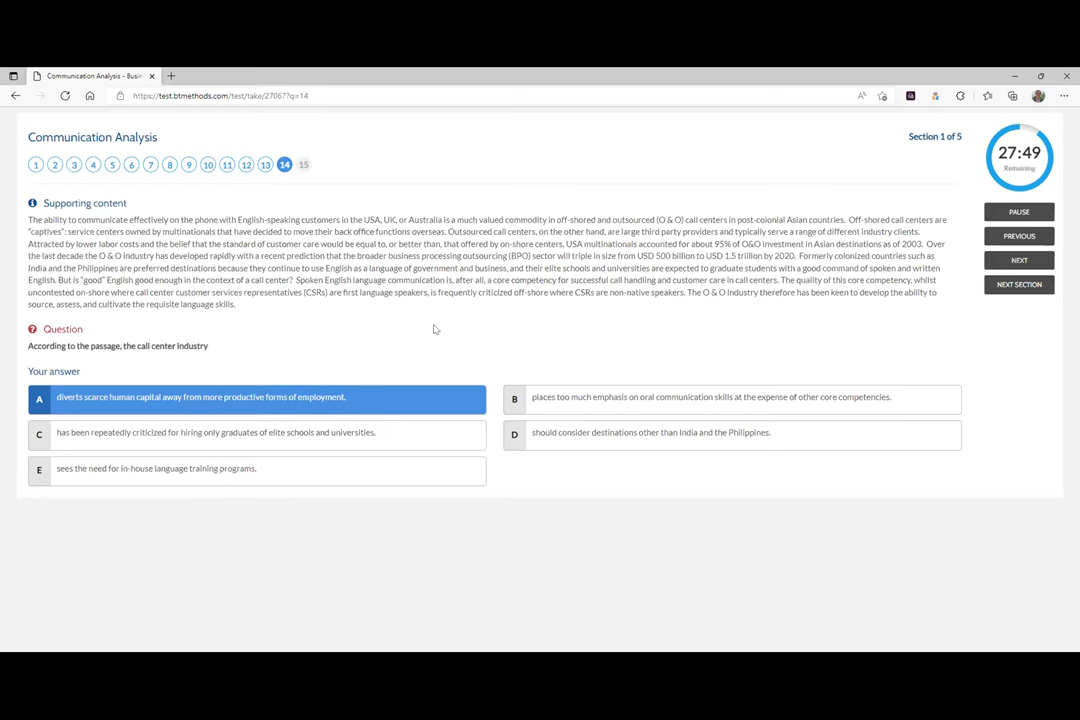 Communication Analysis - Busin
https://test.btmethods.com/test/take/27067?q=14
Communication Analysis
Section 1 of 5
1 2 3 4 5 6 7 8 9 10 11 12 13 14 15
27:49
Remaining
PAUSE
PREVIOUS
NEXT
NEXT SECTION
Supporting content
The ability to communicate effectively on the phone with English-speaking customers in the USA, UK, or Australia is a much valued commodity in off-shored and outsourced (O & O) call centers in post-colonial Asian countries. Off-shored call centers are
“captives”: service centers owned by multinationals that have decided to move their back office functions overseas. Outsourced call centers, on the other hand, are large third party providers and typically serve a range of different industry clients.
Attracted by lower labor costs and the belief that the standard of customer care would be equal to, or better than, that offered by on-shore centers, USA multinationals accounted for about 95% of O&O investment in Asian destinations as of 2003. Over
the last decade the O & O industry has developed rapidly with a recent prediction that the broader business processing outsourcing (BPO) sector will triple in size from USD 500 billion to USD 1.5 trillion by 2020. Formerly colonized countries such as
India and the Philippines are preferred destinations because they continue to use English as a language of government and business, and their elite schools and universities are expected to graduate students with a good command of spoken and written
English. But is “good” English good enough in the context of a call center? Spoken English language communication is, after all, a core competency for successful call handling and customer care in call centers. The quality of this core competency, whilst
uncontested on-shore where call center customer services representatives (CSRs) are first language speakers, is frequently criticized off-shore where CSRs are non-native speakers. The O & O industry therefore has been keen to develop the ability to
source, assess, and cultivate the requisite language skills.
Question
According to the passage, the call center industry
Your answer
A diverts scarce human capital away from more productive forms of employment.
B places too much emphasis on oral communication skills at the expense of other core competencies.
C has been repeatedly criticized for hiring only graduates of elite schools and universities.
D should consider destinations other than India and the Philippines.
E sees the need for in-house language training programs.